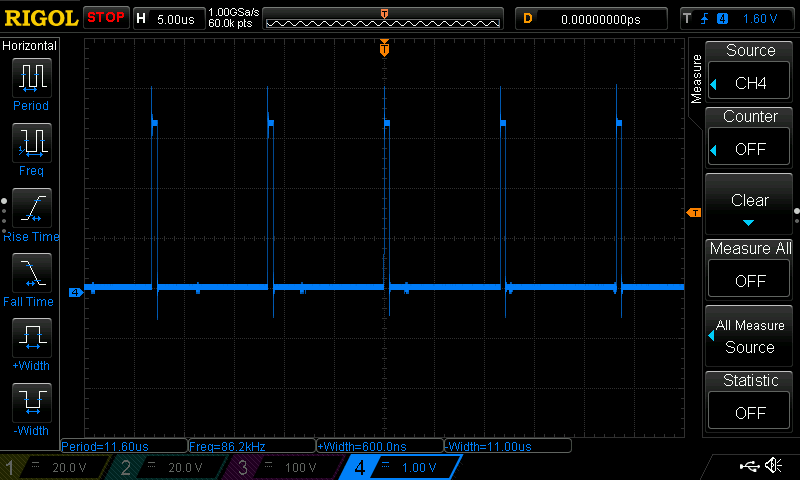 RIGOL STOP H 5.00us 1.00GSa/s 60.0k pts T D 0.00000000ps T 4 1.60 V
Horizontal
Period
Freq
Rise Time
Fall Time
+Width
-Width
T
T
4
Measure
Source
CH4
Counter
OFF
Clear
Measure All
OFF
All Measure
Source
Statistic
OFF
Period=11.60us Freq=86.2kHz +Width=600.0ns -Width=11.00us
1 20.0 V 2 20.0 V 3 100 V 4 1.00 V